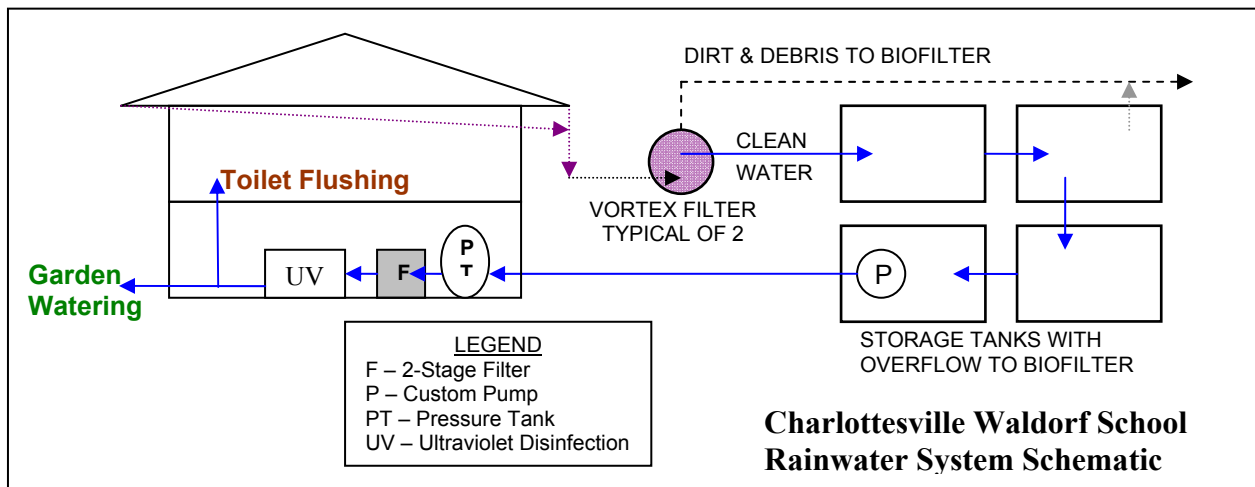 DIRT & DEBRIS TO BIOFILTER
CLEAN
WATER
Toilet Flushing
VORTEX FILTER
TYPICAL OF 2
P
T
F
UV
P
Garden
Watering
STORAGE TANKS WITH
OVERFLOW TO BIOFILTER
LEGEND
F – 2-Stage Filter
P – Custom Pump
PT – Pressure Tank
UV – Ultraviolet Disinfection
Charlottesville Waldorf School
Rainwater System Schematic